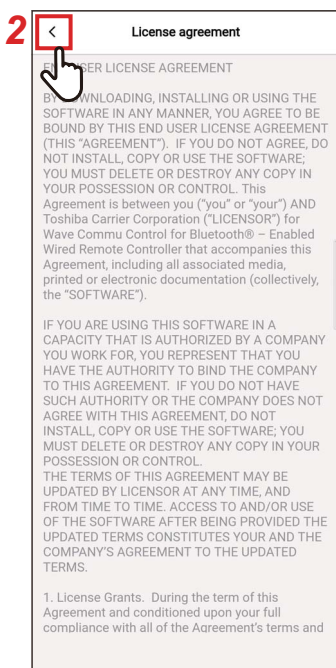 2
License agreement
END USER LICENSE AGREEMENT
BY DOWNLOADING, INSTALLING OR USING THE
SOFTWARE IN ANY MANNER, YOU AGREE TO BE
BOUND BY THIS END USER LICENSE AGREEMENT
(THIS “AGREEMENT”).  IF YOU DO NOT AGREE, DO
NOT INSTALL, COPY OR USE THE SOFTWARE;
YOU MUST DELETE OR DESTROY ANY COPY IN
YOUR POSSESSION OR CONTROL. This
Agreement is between you (“you” or “your”) AND
Toshiba Carrier Corporation (“LICENSOR”) for
Wave Commu Control for Bluetooth® – Enabled
Wired Remote Controller that accompanies this
Agreement, including all associated media,
printed or electronic documentation (collectively,
the “SOFTWARE”).
IF YOU ARE USING THIS SOFTWARE IN A
CAPACITY THAT IS AUTHORIZED BY A COMPANY
YOU WORK FOR, YOU REPRESENT THAT YOU
HAVE THE AUTHORITY TO BIND THE COMPANY
TO THIS AGREEMENT.  IF YOU DO NOT HAVE
SUCH AUTHORITY OR THE COMPANY DOES NOT
AGREE WITH THIS AGREEMENT, DO NOT
INSTALL, COPY OR USE THE SOFTWARE; YOU
MUST DELETE OR DESTROY ANY COPY IN YOUR
POSSESSION OR CONTROL.
THE TERMS OF THIS AGREEMENT MAY BE
UPDATED BY LICENSOR AT ANY TIME, AND
FROM TIME TO TIME. ACCESS TO AND/OR USE
OF THE SOFTWARE AFTER BEING PROVIDED THE
UPDATED TERMS CONSTITUTES YOUR AND THE
COMPANY’S AGREEMENT TO THE UPDATED
TERMS.
1. License Grants.  During the term of this
Agreement and conditioned upon your full
compliance with all of the Agreement’s terms and